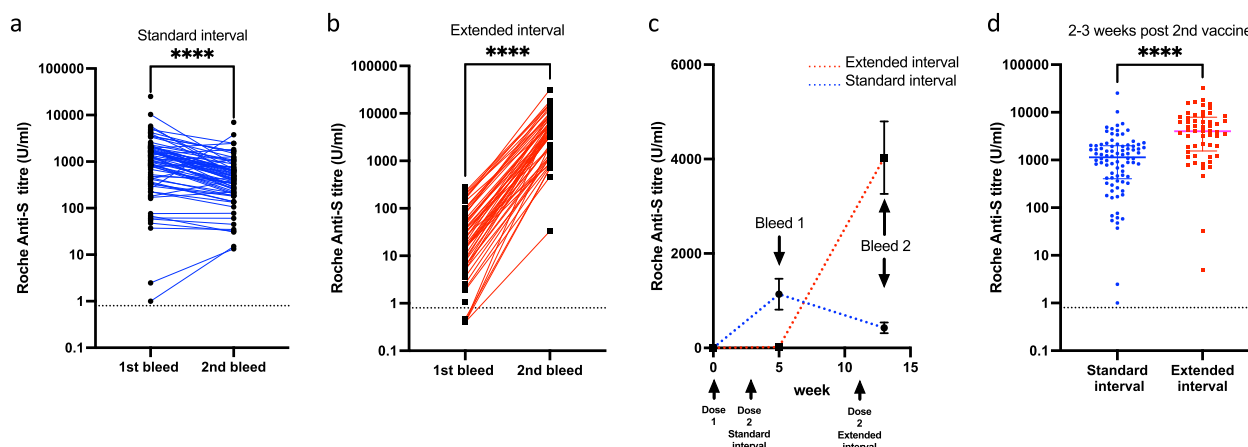 a
Standard interval
****
Roche Anti-S titre (U/ml)
100000
10000
1000
100
10
1
0.1
1st bleed
2nd bleed
b
Extended interval
****
Roche Anti-S titre (U/ml)
100000
10000
1000
100
10
1
0.1
1st bleed
2nd bleed
c
Extended interval
Standard interval
Roche Anti-S titre (U/ml)
6000
4000
2000
0
Bleed 1
Bleed 2
0
5
10
15
week
Dose
1
Dose
2
Standard
interval
Dose
2
Extended
interval
d
2-3 weeks post 2nd vaccine
****
Roche Anti-S titre (U/ml)
100000
10000
1000
100
10
1
0.1
Standard
interval
Extended
interval